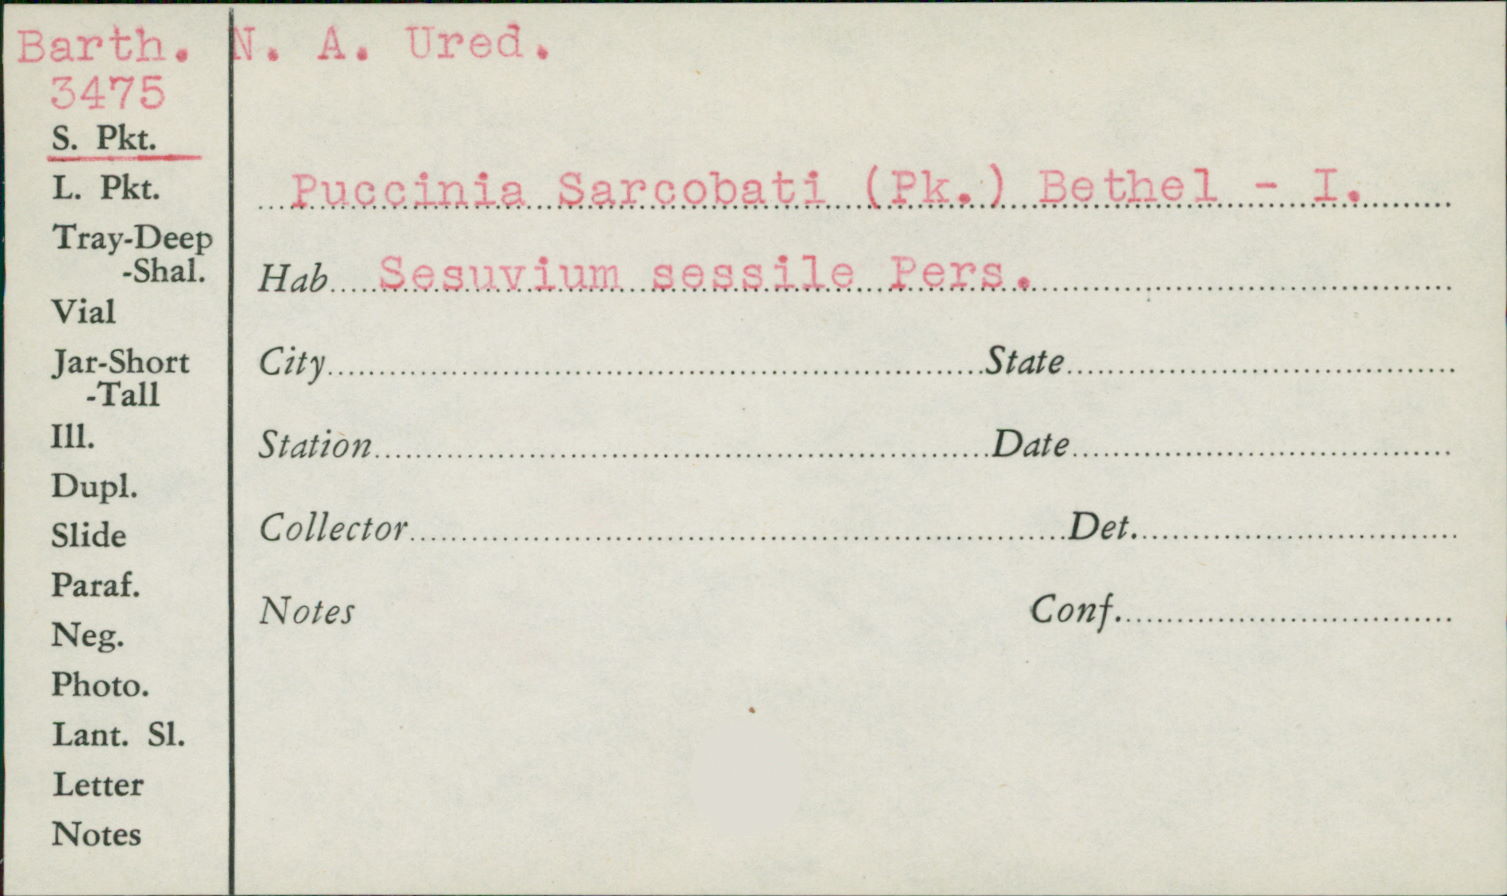 Barth. N. A. Ured.
3475
S. Pkt.
L. Pkt.
Tray-Deep
-Shal.
Vial
Jar-Short
-Tall
Ill.
Dupl.
Slide
Paraf.
Neg.
Photo.
Lant. Sl.
Letter
Notes
Puccinia Sarcobati (Pk.) Bethel - I.
Hab. Sesuvium sessile Pers.
City State
Station Date
Collector Det.
Notes Conf.